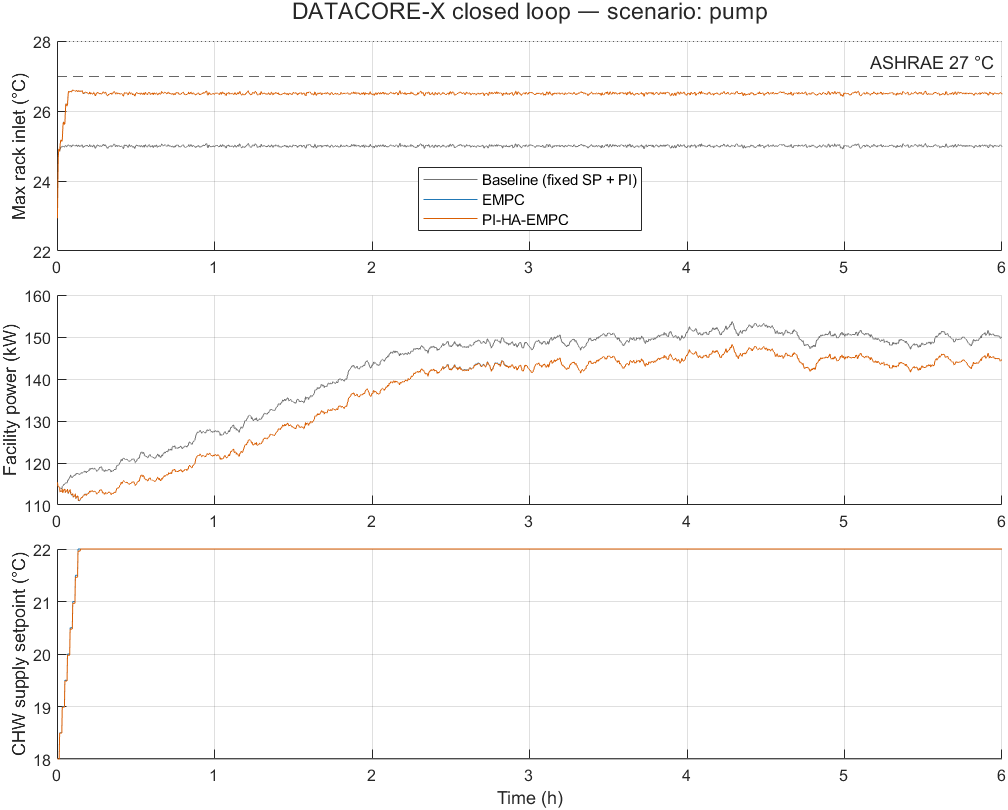 DATACORE-X closed loop — scenario: pump
28
26
24
22
Max rack inlet (°C)
ASHRAE 27 °C
Baseline (fixed SP + PI)
EMPC
PI-HA-EMPC
0 1 2 3 4 5 6
160
150
140
130
120
110
Facility power (kW)
0 1 2 3 4 5 6
22
21
20
19
18
CHW supply setpoint (°C)
0 1 2 3 4 5 6
Time (h)